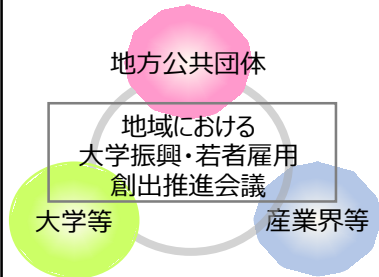 地方公共団体
地域における
大学振興・若者雇用
創出推進会議
大学等
産業界等